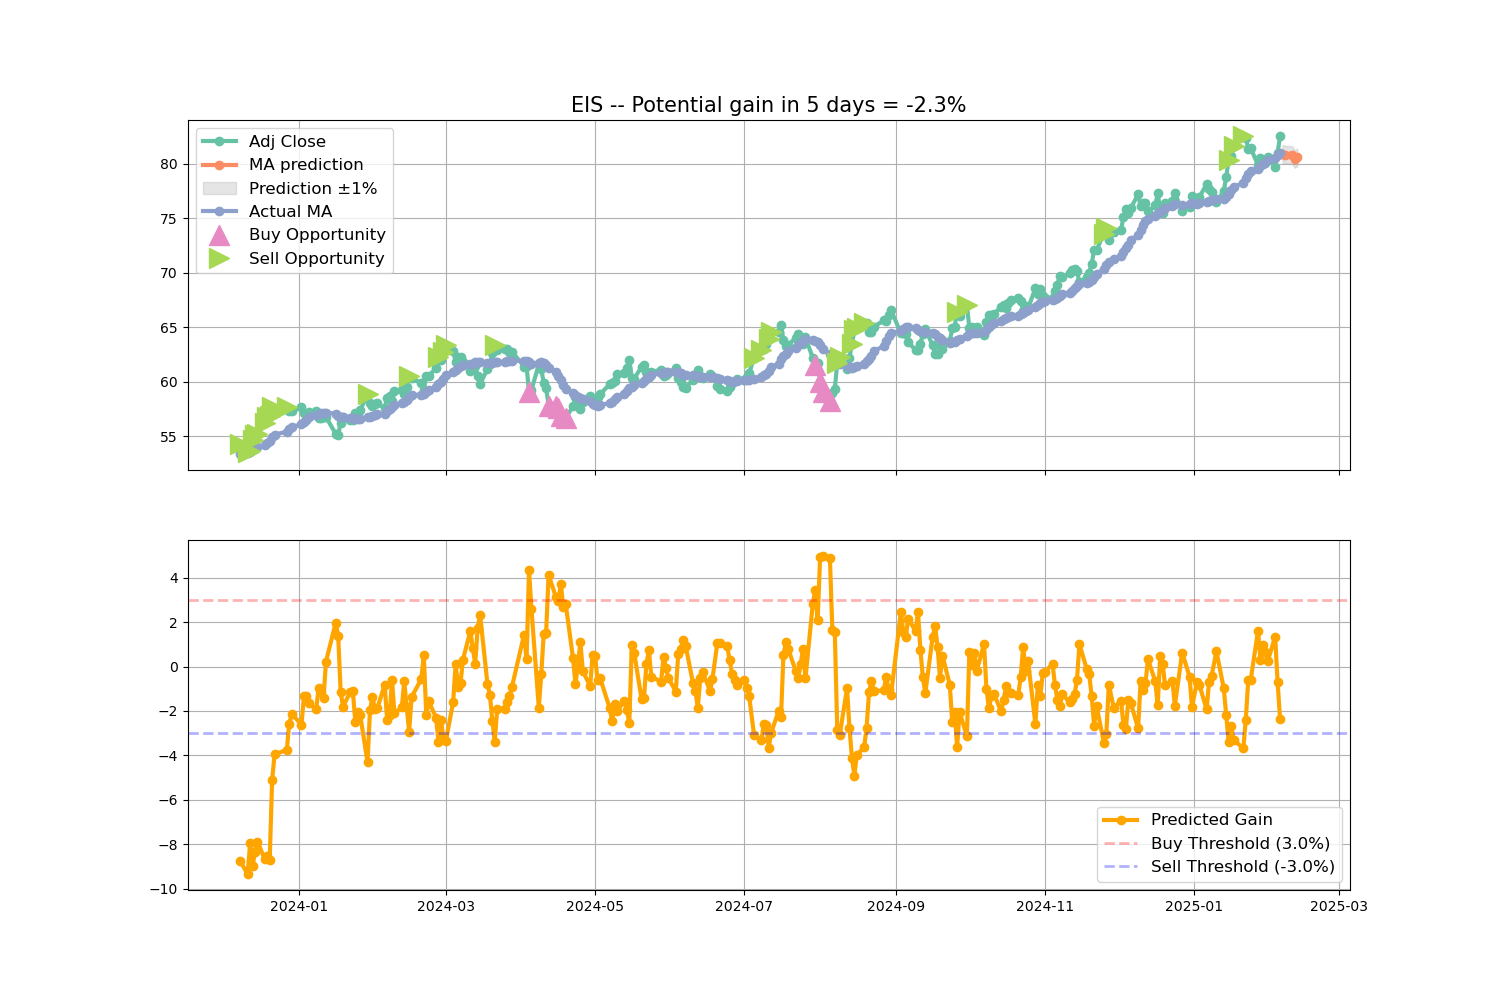 EIS -- Potential gain in 5 days = -2.3%
Adj Close
MA prediction
Prediction ±1%
Actual MA
Buy Opportunity
Sell Opportunity
80
75
70
65
60
55
4
2
0
−2
−4
−6
−8
−10
Predicted Gain
Buy Threshold (3.0%)
Sell Threshold (-3.0%)
2024-01
2024-03
2024-05
2024-07
2024-09
2024-11
2025-01
2025-03